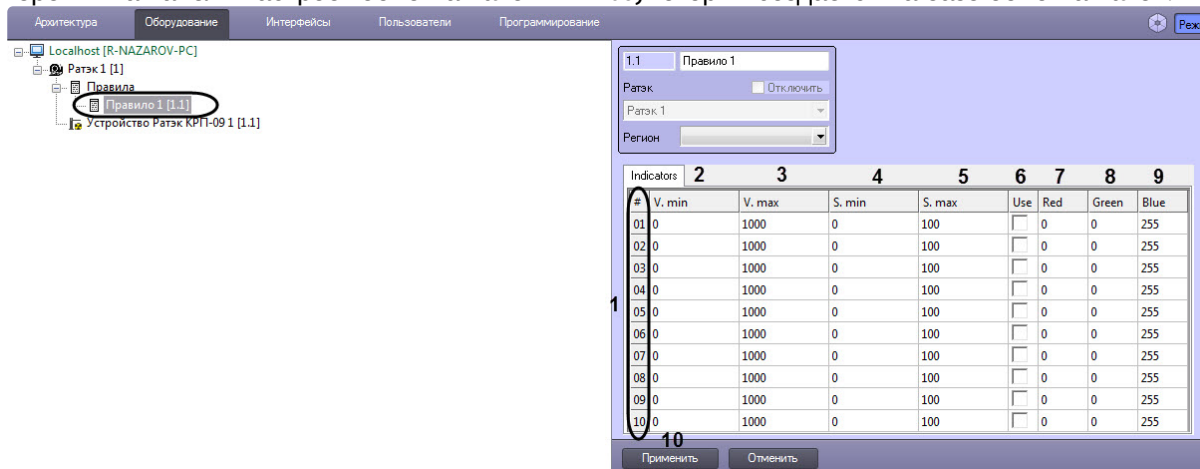 Архитектура Оборудование Интерфейсы Пользователи Программирование
Localhost [R-NAZAROV-PC]
Ратэк 1 [1]
Правила
Правило 1 [1.1]
Устройство Ратэк КРП-09 1 [1.1]
1.1 Правило 1
Ратэк Отключить
Ратэк 1
Регион
Indicators 2 3 4 5 6 7 8 9
# V. min V. max S. min S. max Use Red Green Blue
01 0 1000 0 100 0 0 255
02 0 1000 0 100 0 0 255
03 0 1000 0 100 0 0 255
04 0 1000 0 100 0 0 255
1
05 0 1000 0 100 0 0 255
06 0 1000 0 100 0 0 255
07 0 1000 0 100 0 0 255
08 0 1000 0 100 0 0 255
09 0 1000 0 100 0 0 255
10 0 1000 0 100 0 0 255
10
Применить Отменить